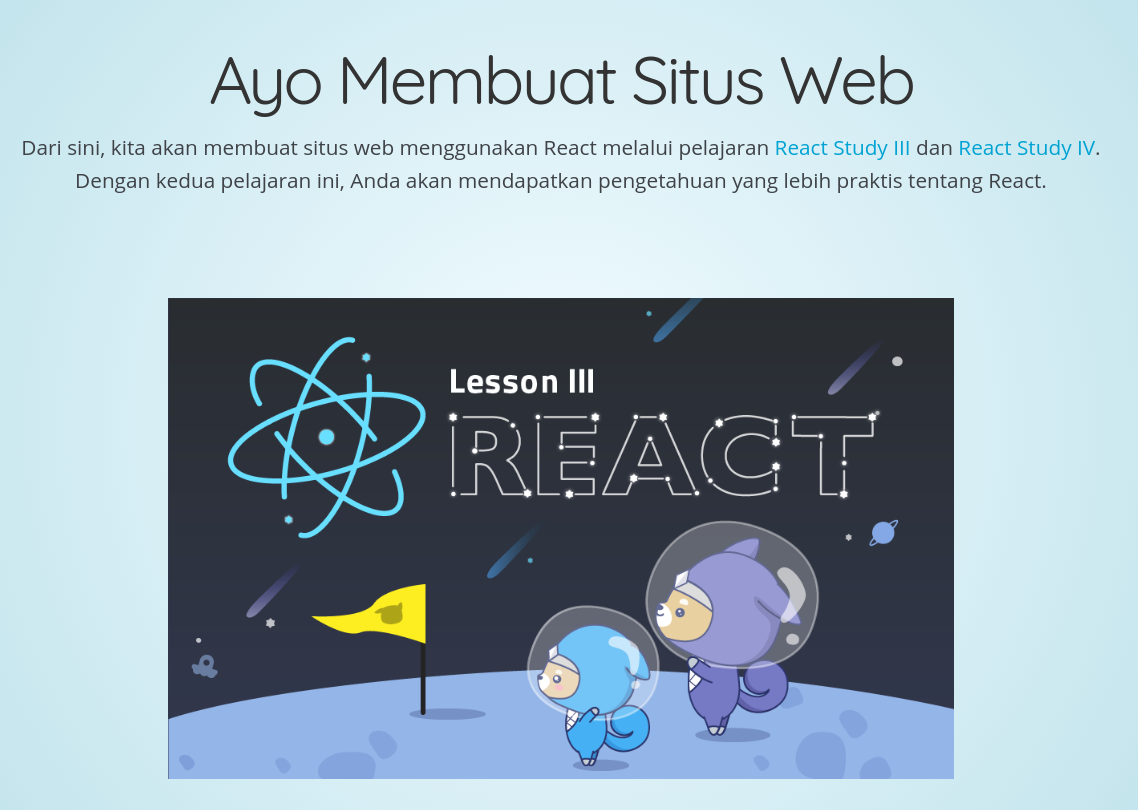 Ayo Membuat Situs Web
Dari sini, kita akan membuat situs web menggunakan React melalui pelajaran React Study III dan React Study IV.
Dengan kedua pelajaran ini, Anda akan mendapatkan pengetahuan yang lebih praktis tentang React.
Lesson III
REACT